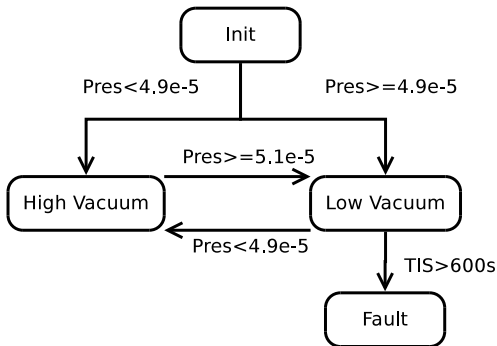 Init
Pres<4.9e-5
Pres>=4.9e-5
Pres>=5.1e-5
High Vacuum
Low Vacuum
Pres<4.9e-5
TIS>600s
Fault